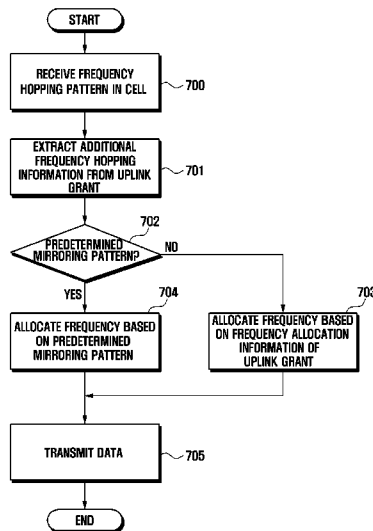 START
RECEIVE FREQUENCY
HOPPING PATTERN IN CELL
700
EXTRACT ADDITIONAL
FREQUENCY HOPPING
INFORMATION FROM UPLINK
GRANT
701
702
PREDETERMINED
MIRRORING PATTERN?
NO
YES
704
703
ALLOCATE FREQUENCY BASED
ON PREDETERMINED
MIRRORING PATTERN
ALLOCATE FREQUENCY BASED
ON FREQUENCY ALLOCATION
INFORMATION OF
UPLINK GRANT
TRANSMIT DATA
705
END